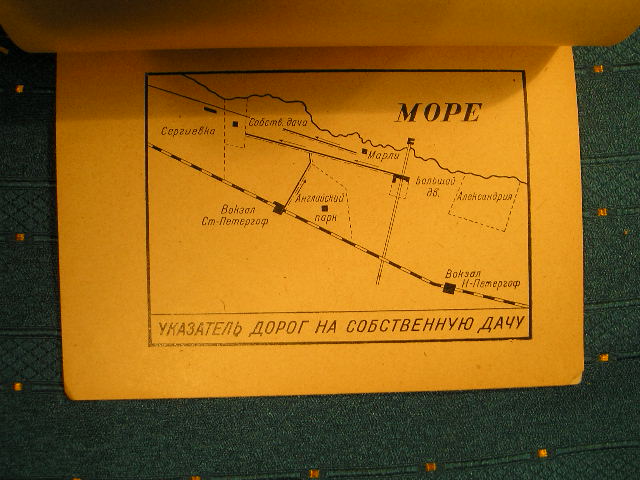 МОРЕ
Собств. дача
Сергиевка
Марли
Большой
дв.
Александрия
Английский
парк
Вокзал
Ст-Петергоф
Вокзал
Н-Петергоф
УКАЗАТЕЛЬ ДОРОГ НА СОБСТВЕННУЮ ДАЧУ